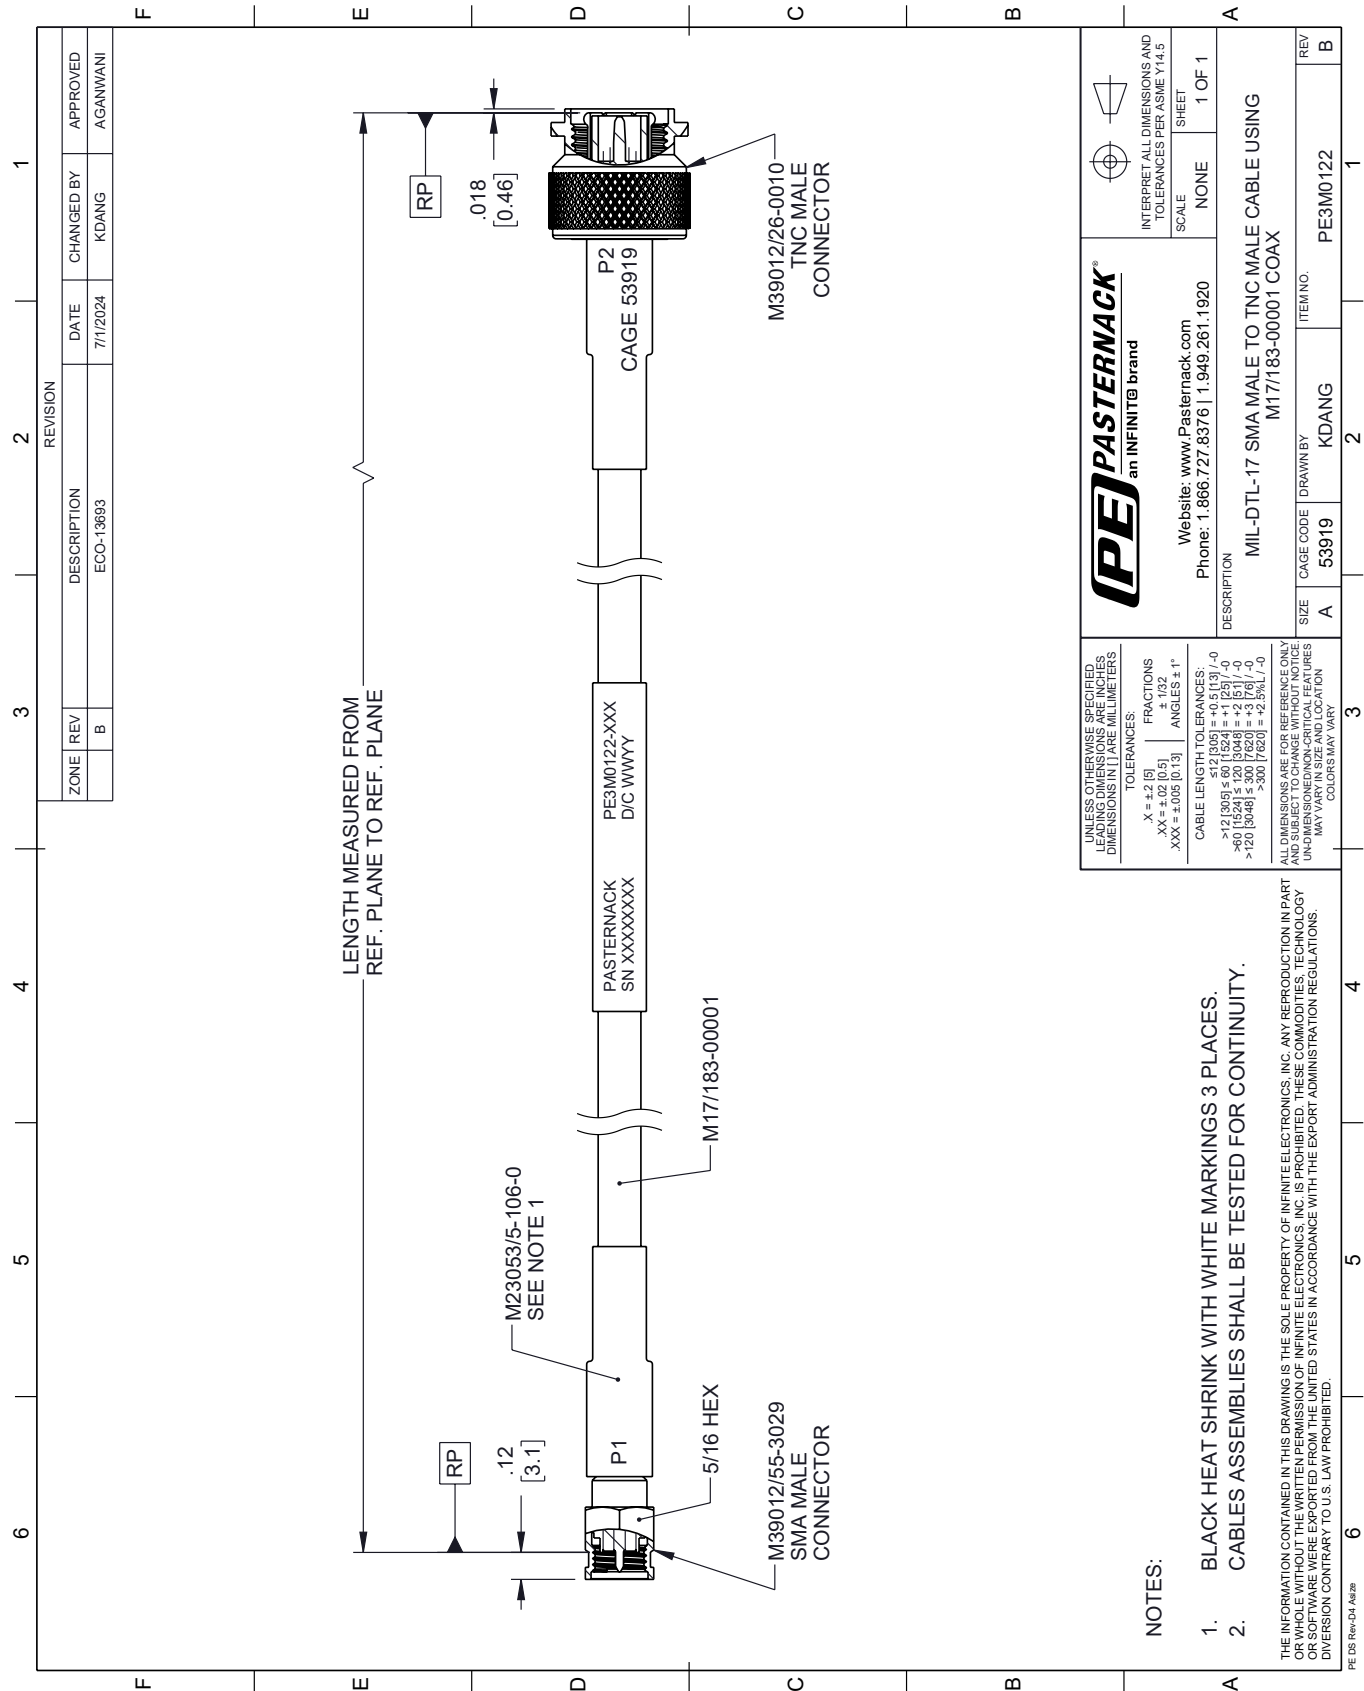 6
5
4
3
2
1
F
E
D
C
B
A
REVISION
ZONE
REV
DESCRIPTION
DATE
CHANGED BY
APPROVED
B
ECO-13693
7/1/2024
KDANG
AGANWANI
LENGTH MEASURED FROM
REF. PLANE TO REF. PLANE
RP
.12
[3.1]
M23053/5-106-0
SEE NOTE 1
RP
.018
[0.46]
P1
PASTERNACK
SN XXXXXXXX
PE3M0122-XXX
D/C WWYY
P2
CAGE 53919
5/16 HEX
M39012/55-3029
SMA MALE
CONNECTOR
M17/183-00001
M39012/26-0010
TNC MALE
CONNECTOR
NOTES:
1. BLACK HEAT SHRINK WITH WHITE MARKINGS 3 PLACES.
2. CABLES ASSEMBLIES SHALL BE TESTED FOR CONTINUITY.
THE INFORMATION CONTAINED IN THIS DRAWING IS THE SOLE PROPERTY OF INFINITE ELECTRONICS, INC. ANY REPRODUCTION IN PART
OR WHOLE WITHOUT THE WRITTEN PERMISSION OF INFINITE ELECTRONICS, INC. IS PROHIBITED. THESE COMMODITIES, TECHNOLOGY
OR SOFTWARE WERE EXPORTED FROM THE UNITED STATES IN ACCORDANCE WITH THE EXPORT ADMINISTRATION REGULATIONS.
DIVERSION CONTRARY TO U.S. LAW PROHIBITED.
UNLESS OTHERWISE SPECIFIED
LEADING DIMENSIONS ARE INCHES
DIMENSIONS IN [ ] ARE MILLIMETERS
TOLERANCES:
.X = ±.2 [5]
.XX = ±.02 [0.5]
.XXX = ±.005 [0.13]
FRACTIONS
± 1/32
ANGLES ± 1°
CABLE LENGTH TOLERANCES:
≤12 [305] = +0.5 [13] / -0
>12 [305] ≤ 60 [1524] = +1 [25] / -0
>60 [1524] ≤ 120 [3048] = +2 [51] / -0
>120 [3048] ≤ 300 [7620] = +3 [76] / -0
>300 [7620] = +2.5%L / -0
ALL DIMENSIONS ARE FOR REFERENCE ONLY
AND SUBJECT TO CHANGE WITHOUT NOTICE.
UN-DIMENSIONED/NON-CRITICAL FEATURES
MAY VARY IN SIZE AND LOCATION
COLORS MAY VARY
PE PASTERNACK®
an INFINIT@ brand
Website: www.Pasternack.com
Phone: 1.866.727.8376 | 1.949.261.1920
INTERPRET ALL DIMENSIONS AND
TOLERANCES PER ASME Y14.5
SCALE
NONE
SHEET
1 OF 1
DESCRIPTION
MIL-DTL-17 SMA MALE TO TNC MALE CABLE USING
M17/183-00001 COAX
SIZE
A
CAGE CODE
53919
DRAWN BY
KDANG
ITEM NO.
PE3M0122
REV
B
F
E
D
C
B
A
6
5
4
3
2
1
PE DS Rev-D4 Asize